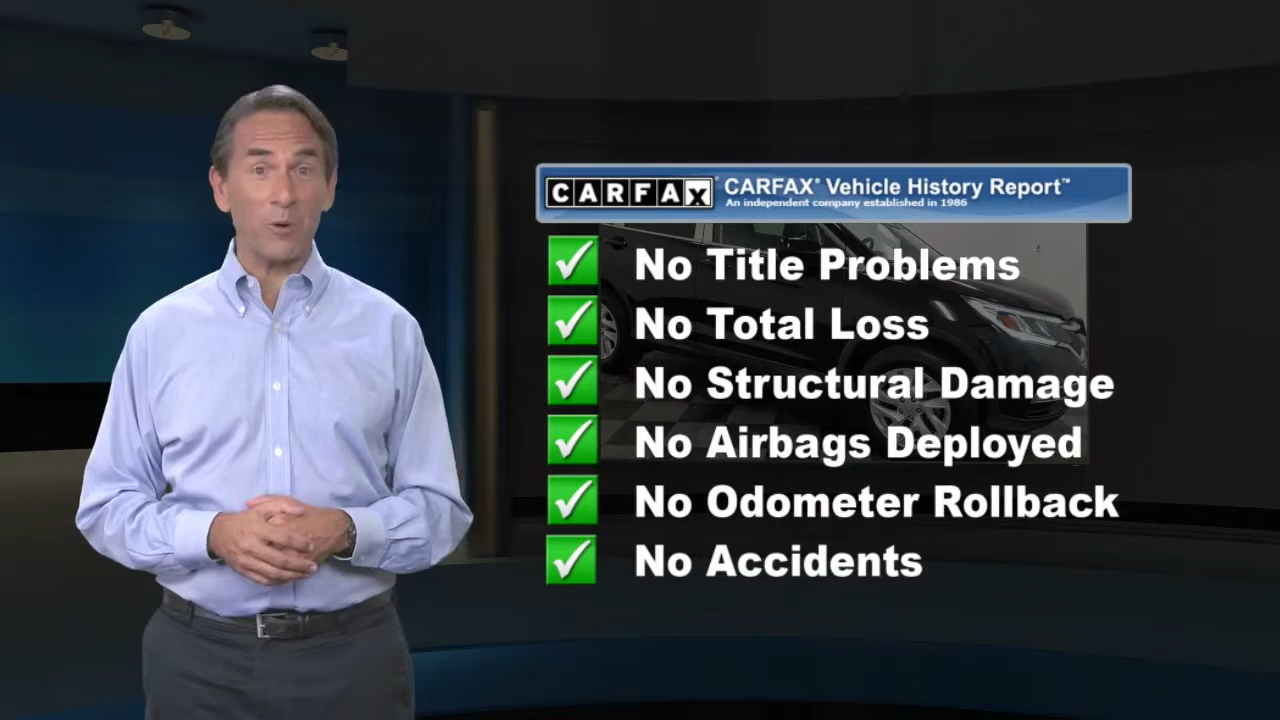 CARFAX® CARFAX® Vehicle History Report™
An independent company established in 1986
No Title Problems
No Total Loss
No Structural Damage
No Airbags Deployed
No Odometer Rollback
No Accidents